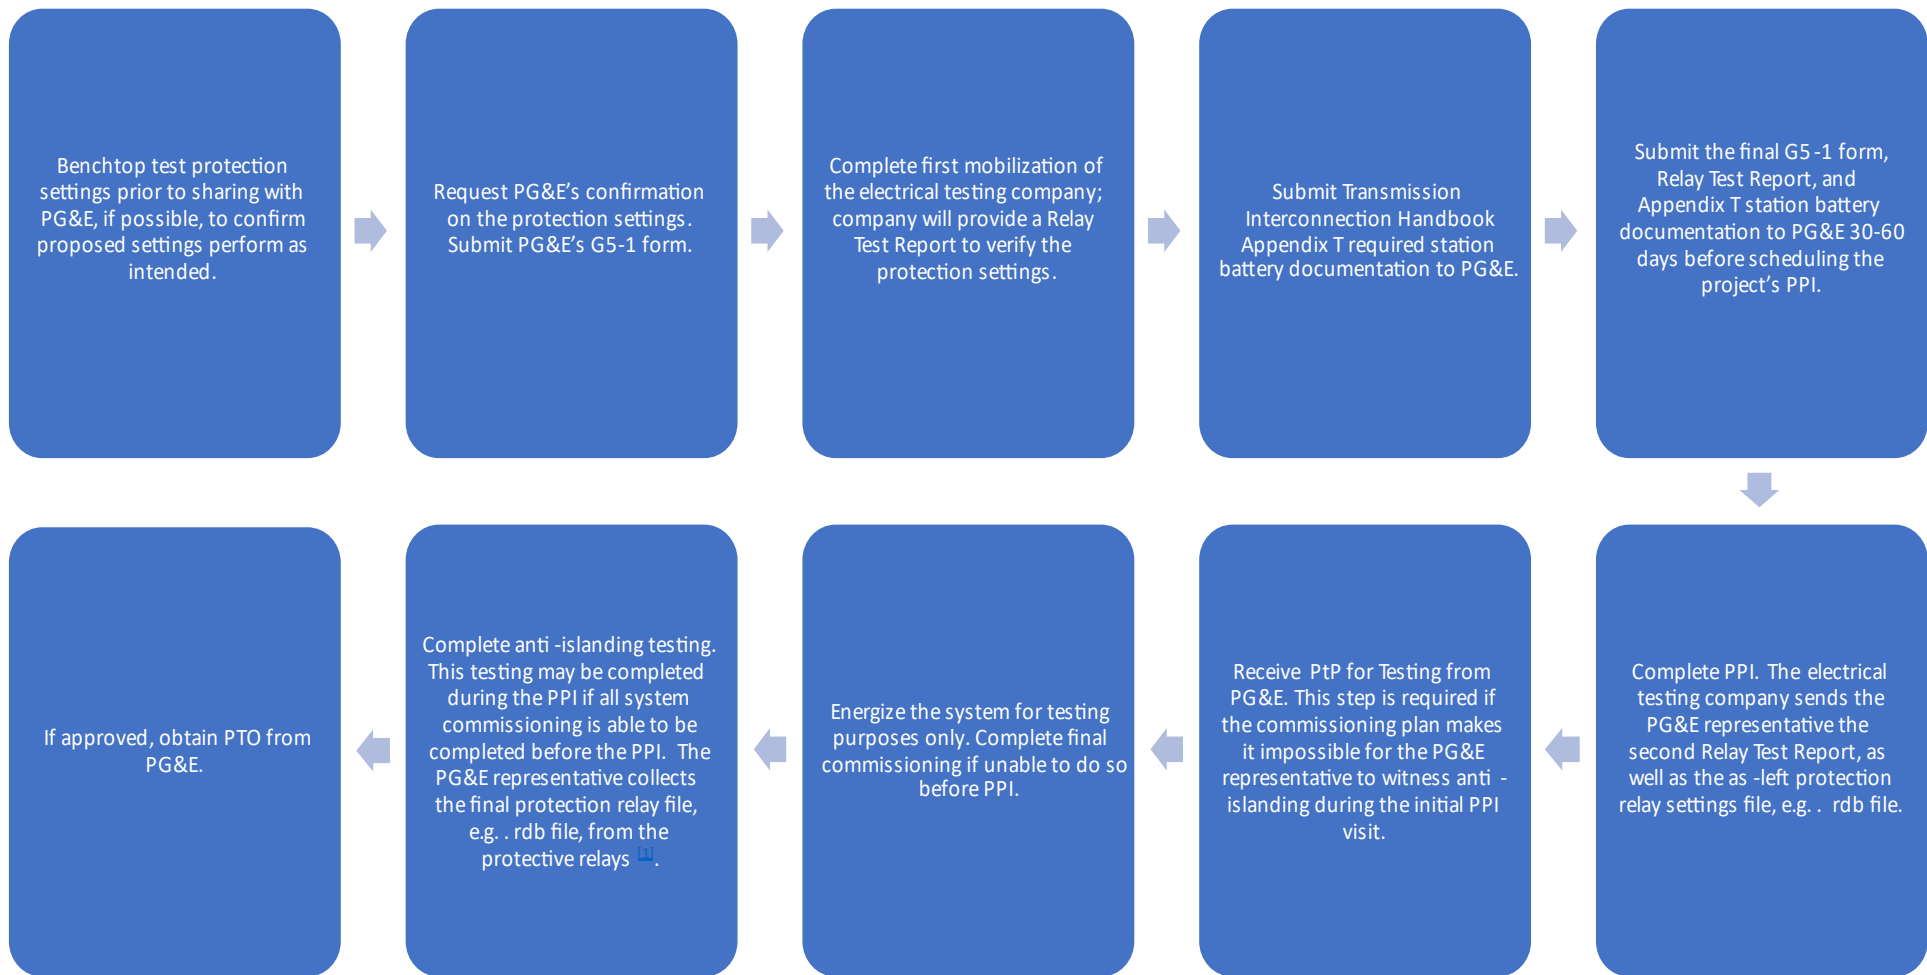 Benchtop test protection
settings prior to sharing with
PG&E, if possible, to confirm
proposed settings perform as
intended.
Request PG&E’s confirmation
on the protection settings.
Submit PG&E’s G5-1 form.
Complete first mobilization of
the electrical testing company;
company will provide a Relay
Test Report to verify the
protection settings.
Submit Transmission
Interconnection Handbook
Appendix T required station
battery documentation to PG&E.
Submit the final G5 -1 form,
Relay Test Report, and
Appendix T station battery
documentation to PG&E 30-60
days before scheduling the
project’s PPI.
Complete PPI. The electrical
testing company sends the
PG&E representative the
second Relay Test Report, as
well as the as -left protection
relay settings file, e.g. . rdb file.
Receive PtP for Testing from
PG&E. This step is required if
the commissioning plan makes
it impossible for the PG&E
representative to witness anti -
islanding during the initial PPI
visit.
Energize the system for testing
purposes only. Complete final
commissioning if unable to do so
before PPI.
Complete anti -islanding testing.
This testing may be completed
during the PPI if all system
commissioning is able to be
completed before the PPI. The
PG&E representative collects
the final protection relay file,
e.g. . rdb file, from the
protective relays [1].
If approved, obtain PTO from
PG&E.